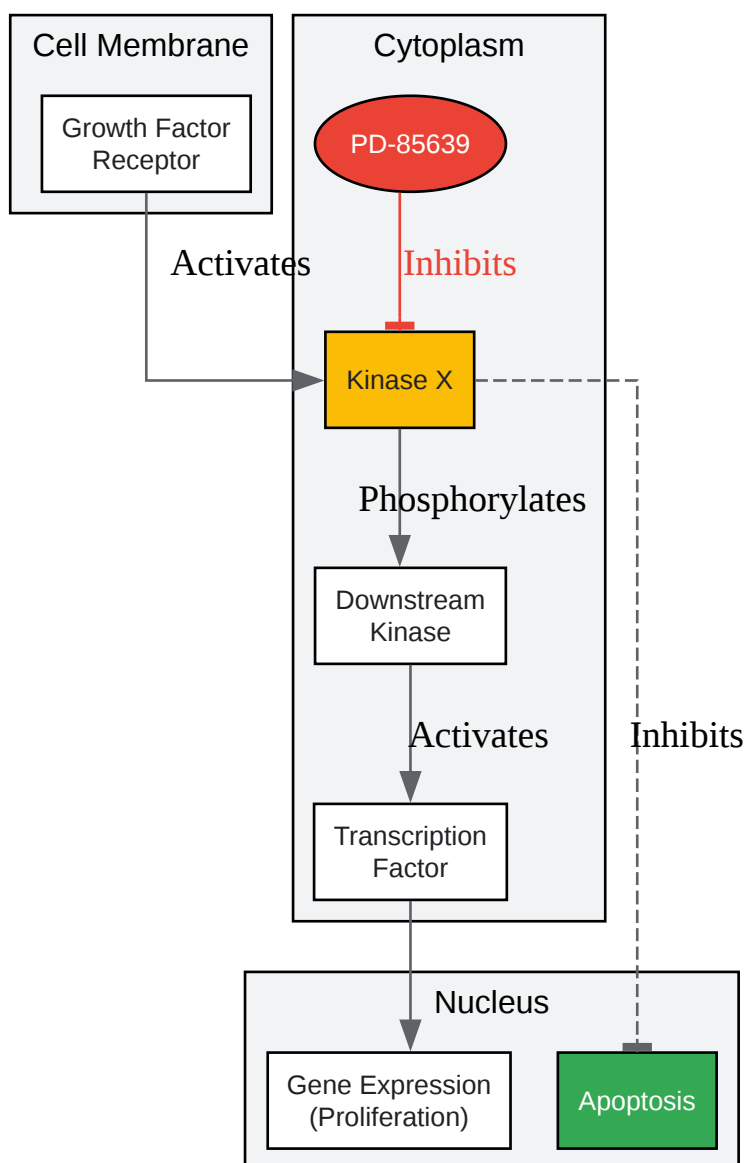 Cell Membrane
Cytoplasm
Growth Factor
Receptor
PD-85639
Activates
Inhibits
Kinase X
Phosphorylates
Downstream
Kinase
Activates
Inhibits
Transcription
Factor
Nucleus
Gene Expression
(Proliferation)
Apoptosis